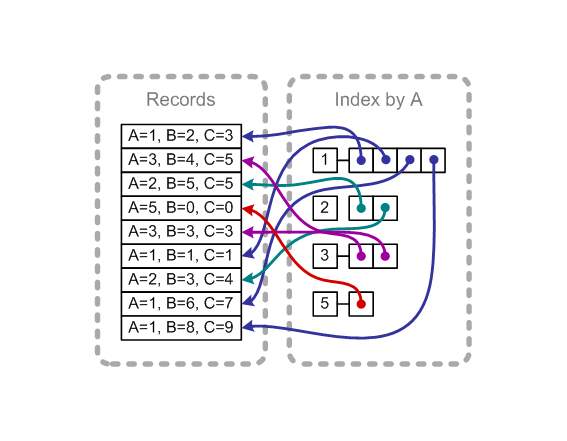 Records
A=1, B=2, C=3
A=3, B=4, C=5
A=2, B=5, C=5
A=5, B=0, C=0
A=3, B=3, C=3
A=1, B=1, C=1
A=2, B=3, C=4
A=1, B=6, C=7
A=1, B=8, C=9
Index by A
1
2
3
5